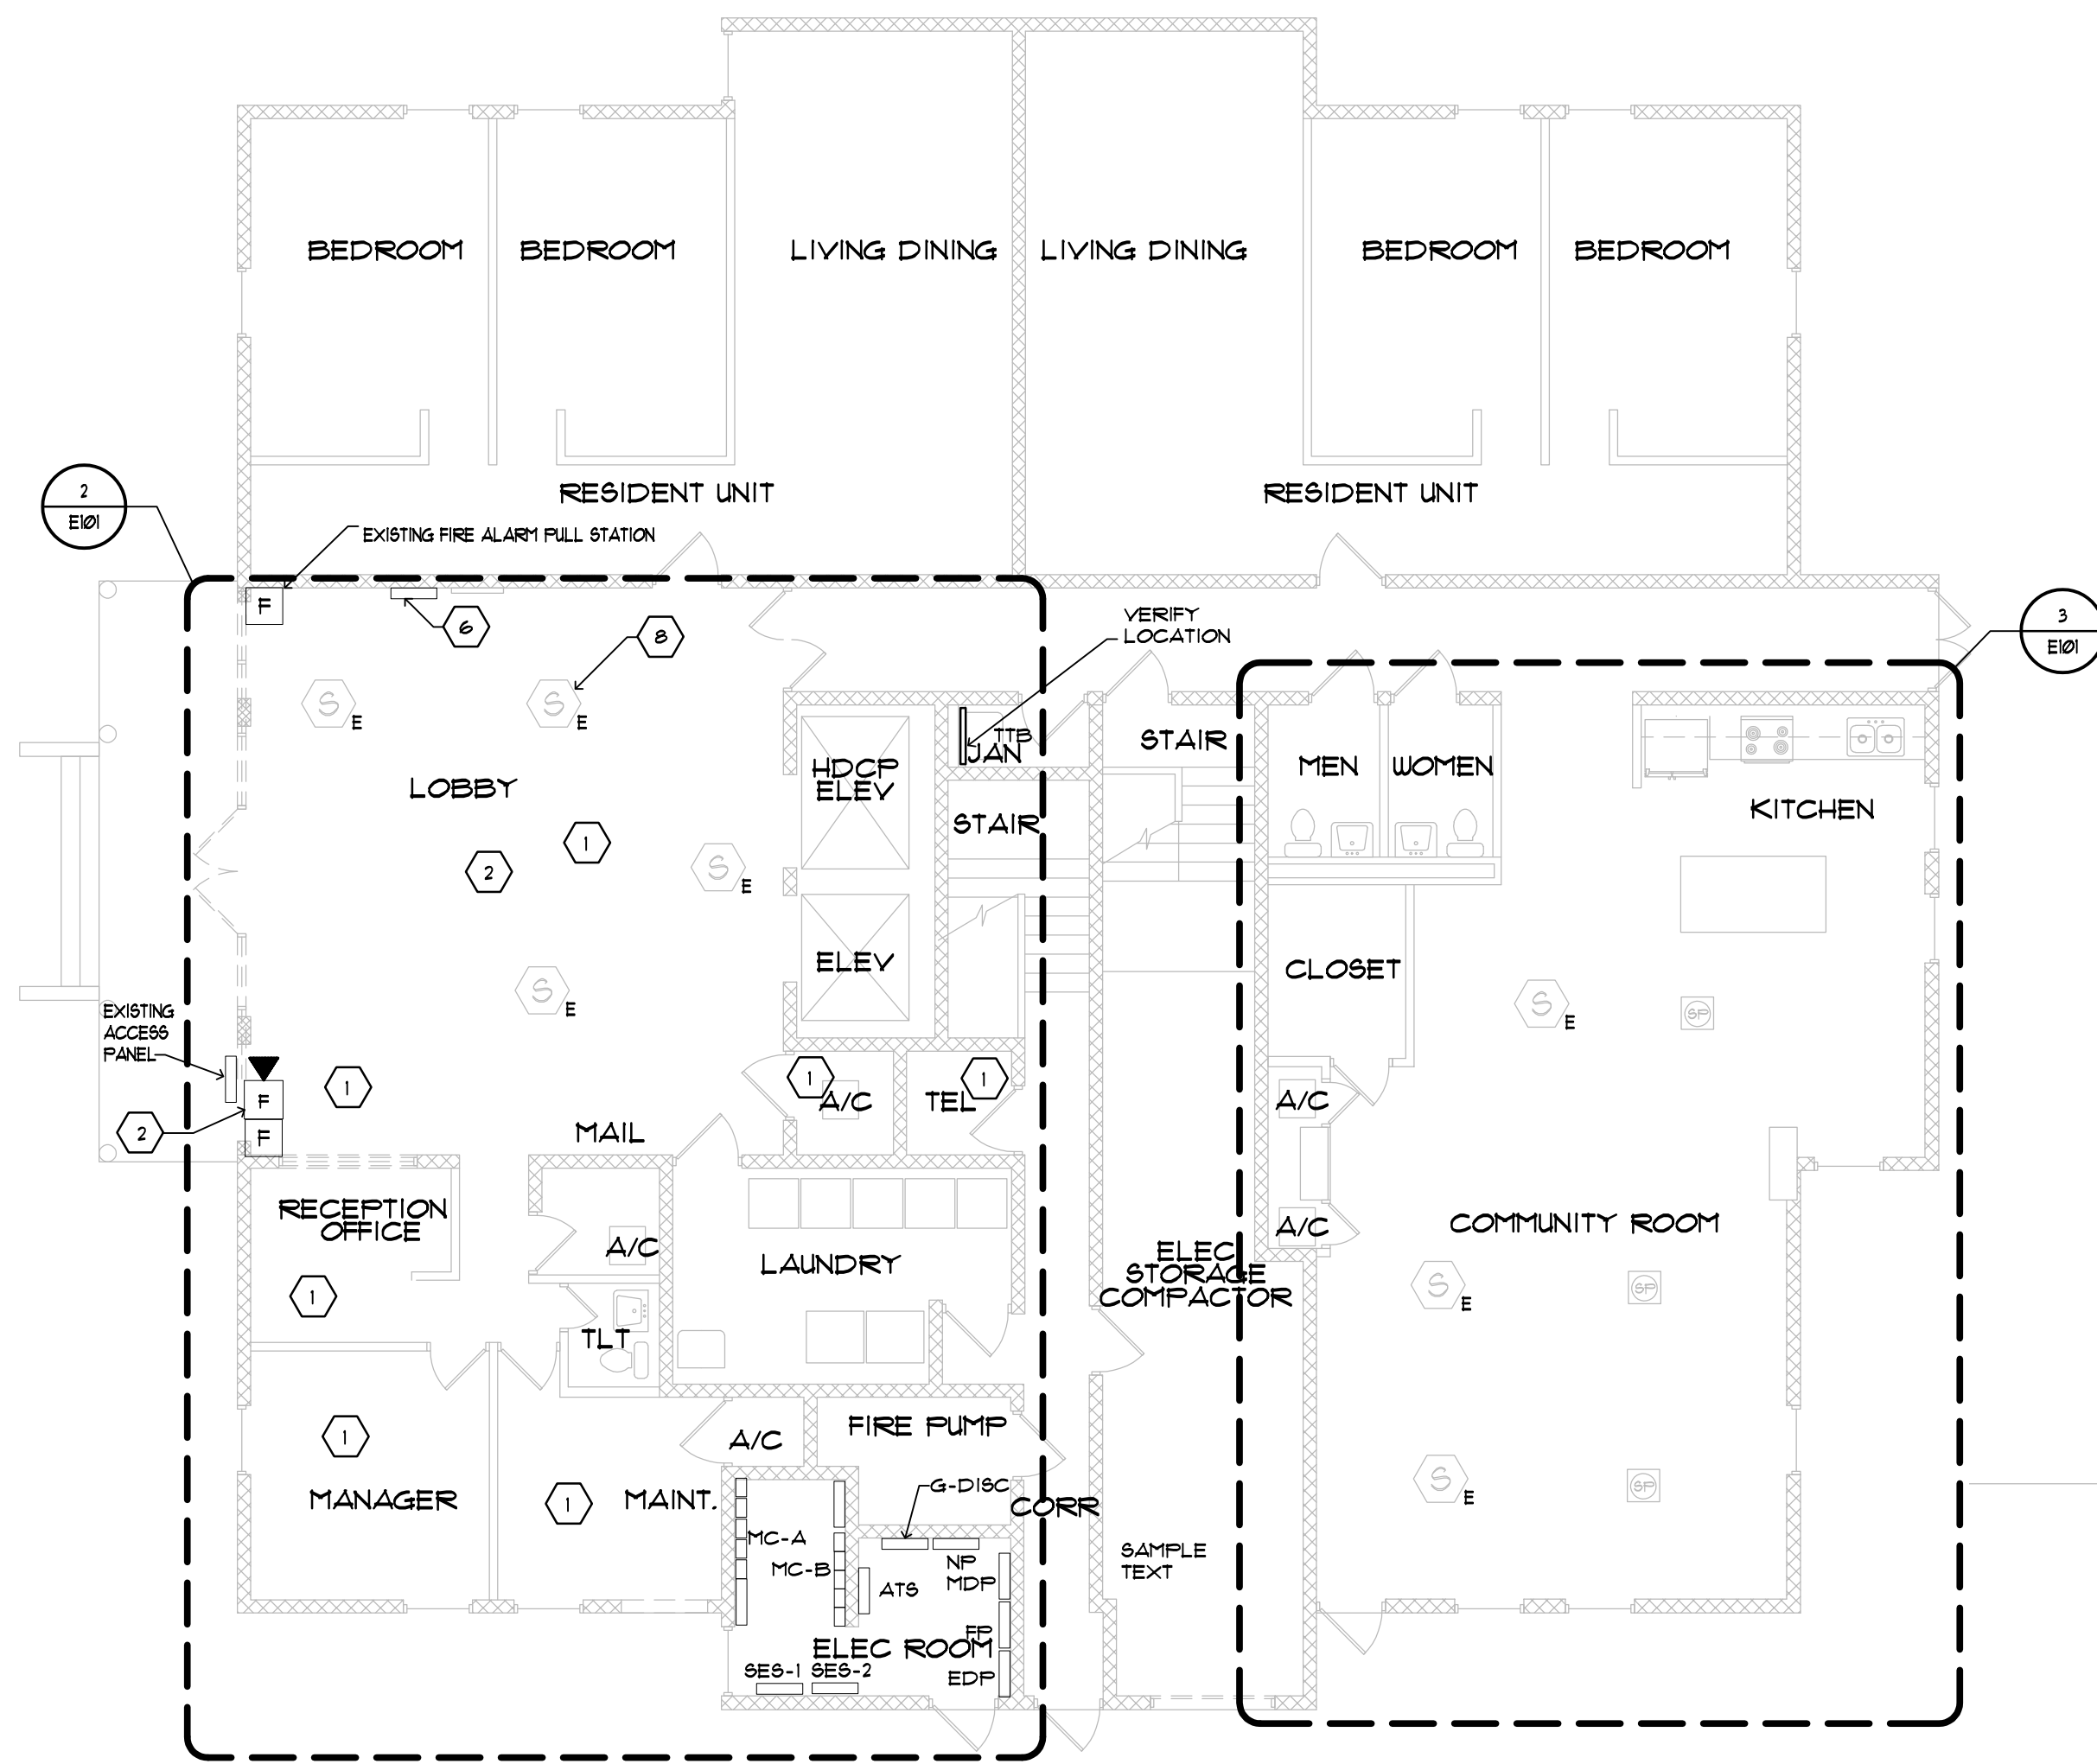 BEDROOM
BEDROOM
LIVING DINING
LIVING DINING
BEDROOM
BEDROOM
RESIDENT UNIT
RESIDENT UNIT
2
E101
EXISTING FIRE ALARM PULL STATION
F
6
8
VERIFY
LOCATION
3
E101
S
E
S
E
TTB
JAN
STAIR
MEN
WOMEN
LOBBY
HDCP
ELEV
STAIR
KITCHEN
1
2
S
E
ELEV
CLOSET
S
E
S
E
SP
EXISTING
ACCESS
PANEL
1
1
A/C
1
TEL
A/C
F
2
F
MAIL
RECEPTION
OFFICE
A/C
LAUNDRY
A/C
COMMUNITY ROOM
ELEC
STORAGE
COMPACTOR
1
S
E
SP
TLT
1
MANAGER
1
MAINT.
A/C
FIRE PUMP
G-DISC
CORR
S
E
SP
MC-A
MC-B
ATS
NP
MDP
SAMPLE
TEXT
FP
ELEC ROOM
SES-1
SES-2
EDP